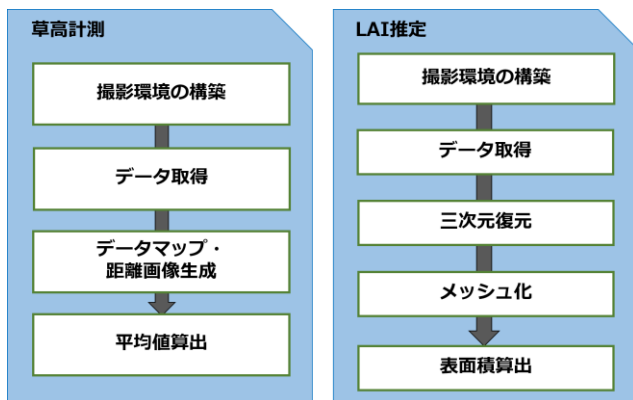 草高計測
撮影環境の構築
データ取得
データマップ・
距離画像生成
平均値算出
LAI推定
撮影環境の構築
データ取得
三次元復元
メッシュ化
表面積算出